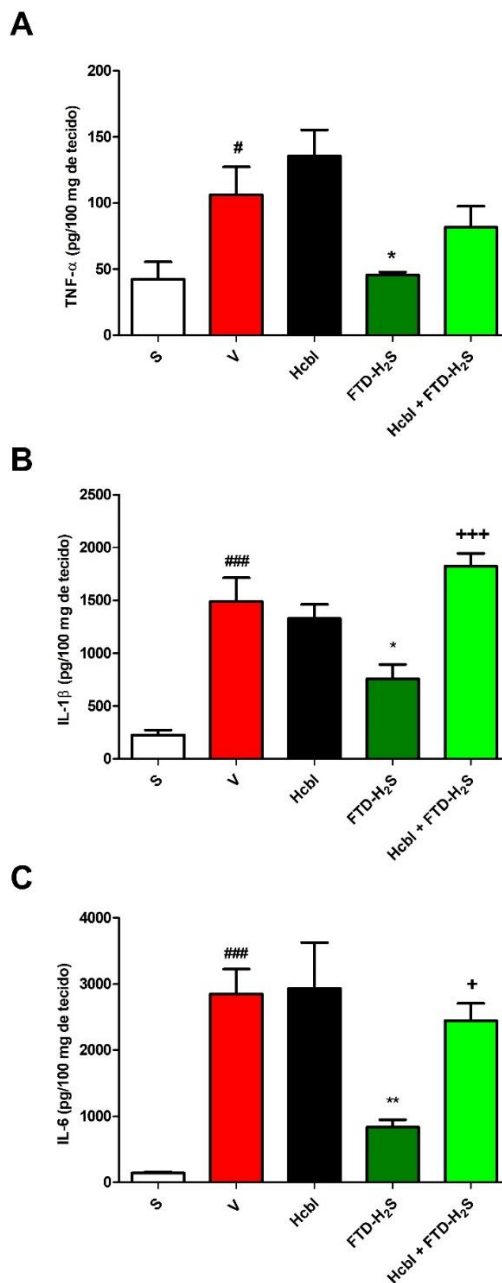 A
TNF-α (pg/100 mg de tecido)
200
150
100
50
0
#
*
S
V
Hcbl
FTD-H₂S
Hcbl + FTD-H₂S
B
IL-1β (pg/100 mg de tecido)
2500
2000
1500
1000
500
0
###
*
+++
S
V
Hcbl
FTD-H₂S
Hcbl + FTD-H₂S
C
IL-6 (pg/100 mg de tecido)
4000
3000
2000
1000
0
###
**
+
S
V
Hcbl
FTD-H₂S
Hcbl + FTD-H₂S